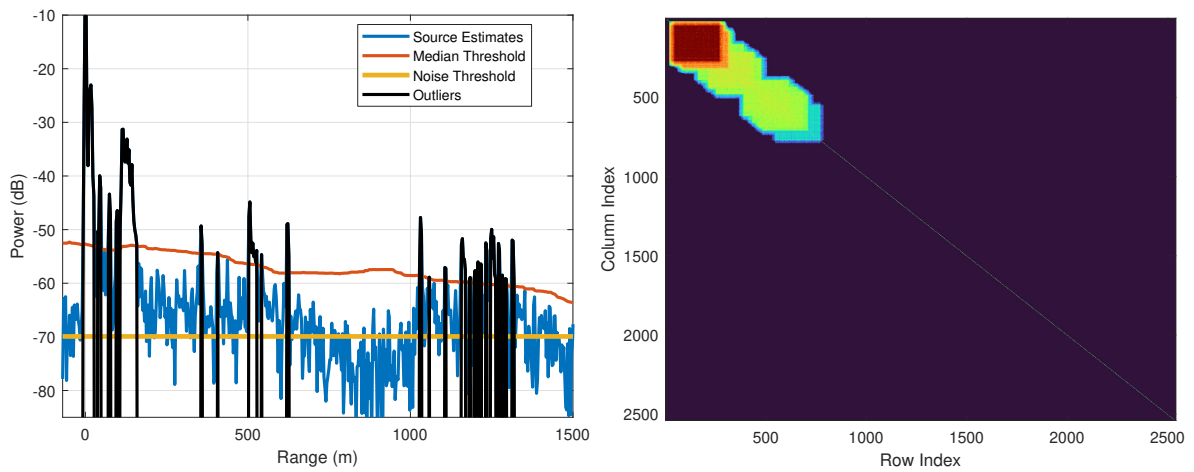 -10
-20
-30
-40
-50
-60
-70
-80
Power (dB)
0
500
1000
1500
Range (m)
Source Estimates
Median Threshold
Noise Threshold
Outliers
500
1000
1500
2000
2500
Column Index
500
1000
1500
2000
2500
Row Index